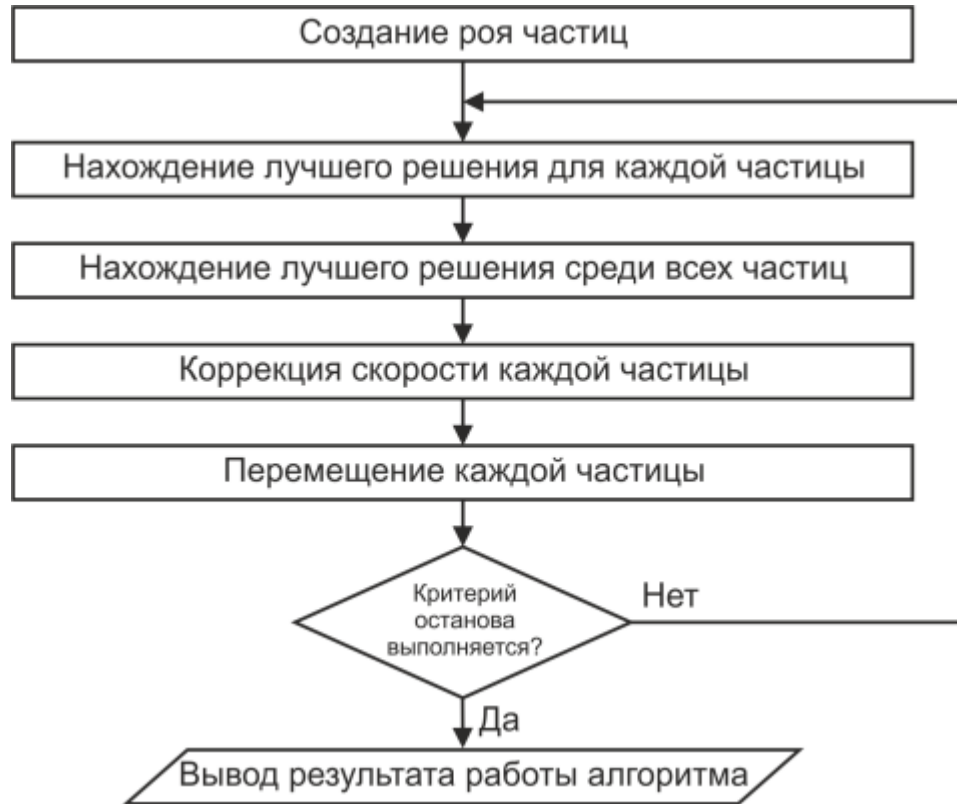 Создание роя частиц
Нахождение лучшего решения для каждой частицы
Нахождение лучшего решения среди всех частиц
Коррекция скорости каждой частицы
Перемещение каждой частицы
Критерий
останова
выполняется?
Нет
Да
Вывод результата работы алгоритма